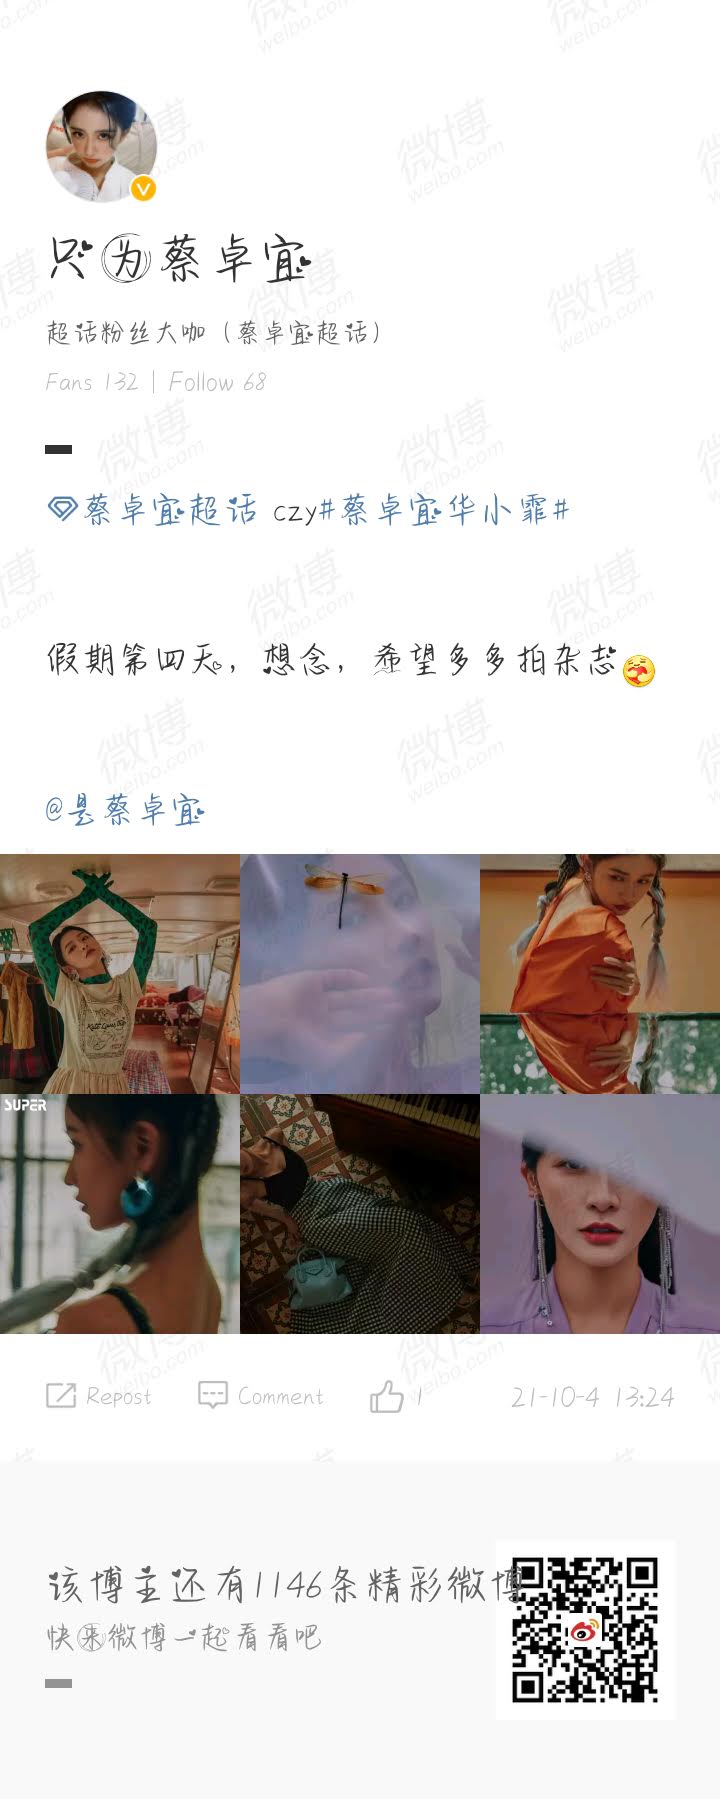 只为蔡卓宜
超话粉丝大咖（蔡卓宜超话）
Fans 132 | Follow 68
蔡卓宜超话 czy#蔡卓宜华小霏#
假期第四天，想念，希望多多拍杂志
@是蔡卓宜
SUPER
Repost Comment 1 21-10-4 13:24
该博主还有1146条精彩微博
快来微博一起看看吧
微博
weibo.com